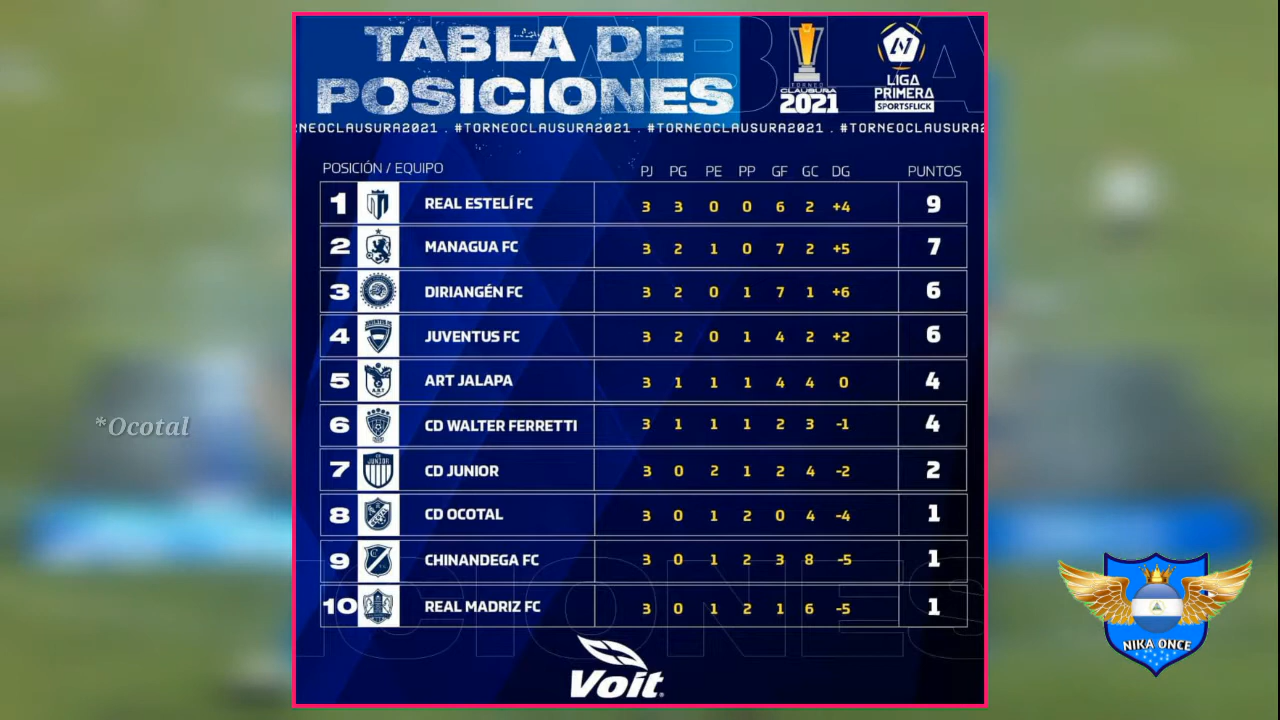 TABLA DE
POSICIONES
TORNEO
CLAUSURA
2021
LIGA
PRIMERA
SPORTSFLICK
NEOCLAUSURA2021 . #TORNEOCLAUSURA2021 . #TORNEOCLAUSURA2021 . #TORNEOCLAUSURA2
POSICIÓN / EQUIPO PJ PG PE PP GF GC DG PUNTOS
1 REAL ESTELÍ FC 3 3 0 0 6 2 +4 9
2 MANAGUA FC 3 2 1 0 7 2 +5 7
3 DIRIANGÉN FC 3 2 0 1 7 1 +6 6
4 JUVENTUS FC 3 2 0 1 4 2 +2 6
5 ART JALAPA 3 1 1 1 4 4 0 4
6 CD WALTER FERRETTI 3 1 1 1 2 3 -1 4
7 CD JUNIOR 3 0 2 1 2 4 -2 2
8 CD OCOTAL 3 0 1 2 0 4 -4 1
9 CHINANDEGA FC 3 0 1 2 3 8 -5 1
10 REAL MADRIZ FC 3 0 1 2 1 6 -5 1
*Ocotal
NIKA ONCE
Voit